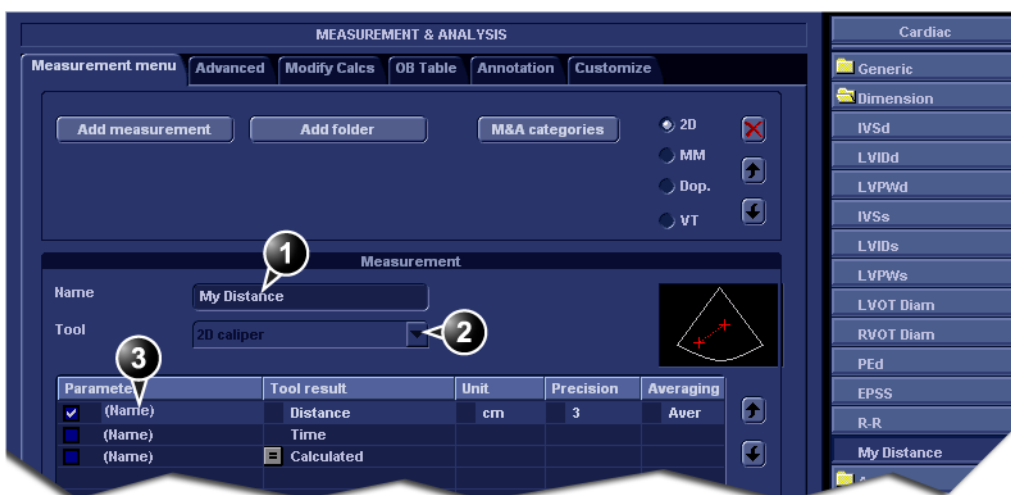 MEASUREMENT & ANALYSIS
Measurement menu Advanced Modify Calcs OB Table Annotation Customize
Add measurement Add folder M&A categories
2D
MM
Dop.
VT
1
Measurement
Name My Distance
Tool 2D caliper
2
3
Parameter Tool result Unit Precision Averaging
(Name) Distance cm 3 Aver
(Name) Time
(Name) = Calculated
Cardiac
Generic
Dimension
IVSd
LVIDd
LVPWd
IVSs
LVIDs
LVPWs
LVOT Diam
RVOT Diam
PEd
EPSS
R-R
My Distance